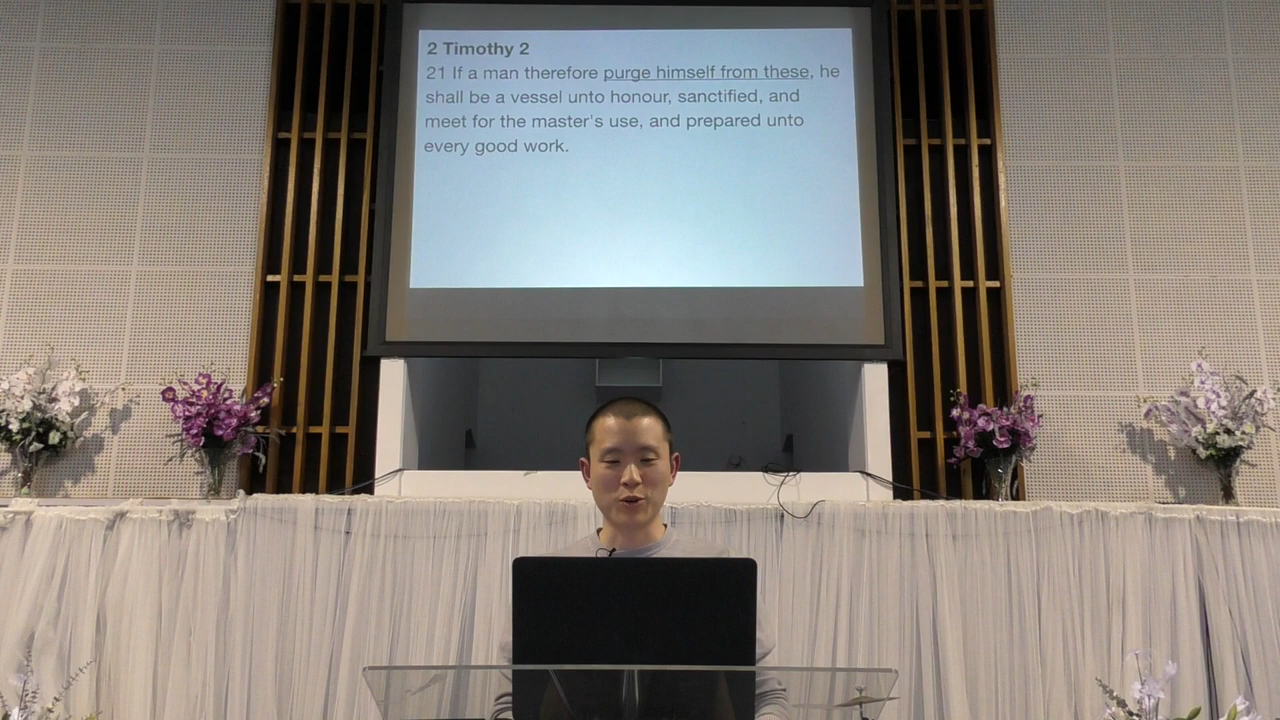 2 Timothy 2
21 If a man therefore purge himself from these, he
shall be a vessel unto honour, sanctified, and
meet for the master's use, and prepared unto
every good work.